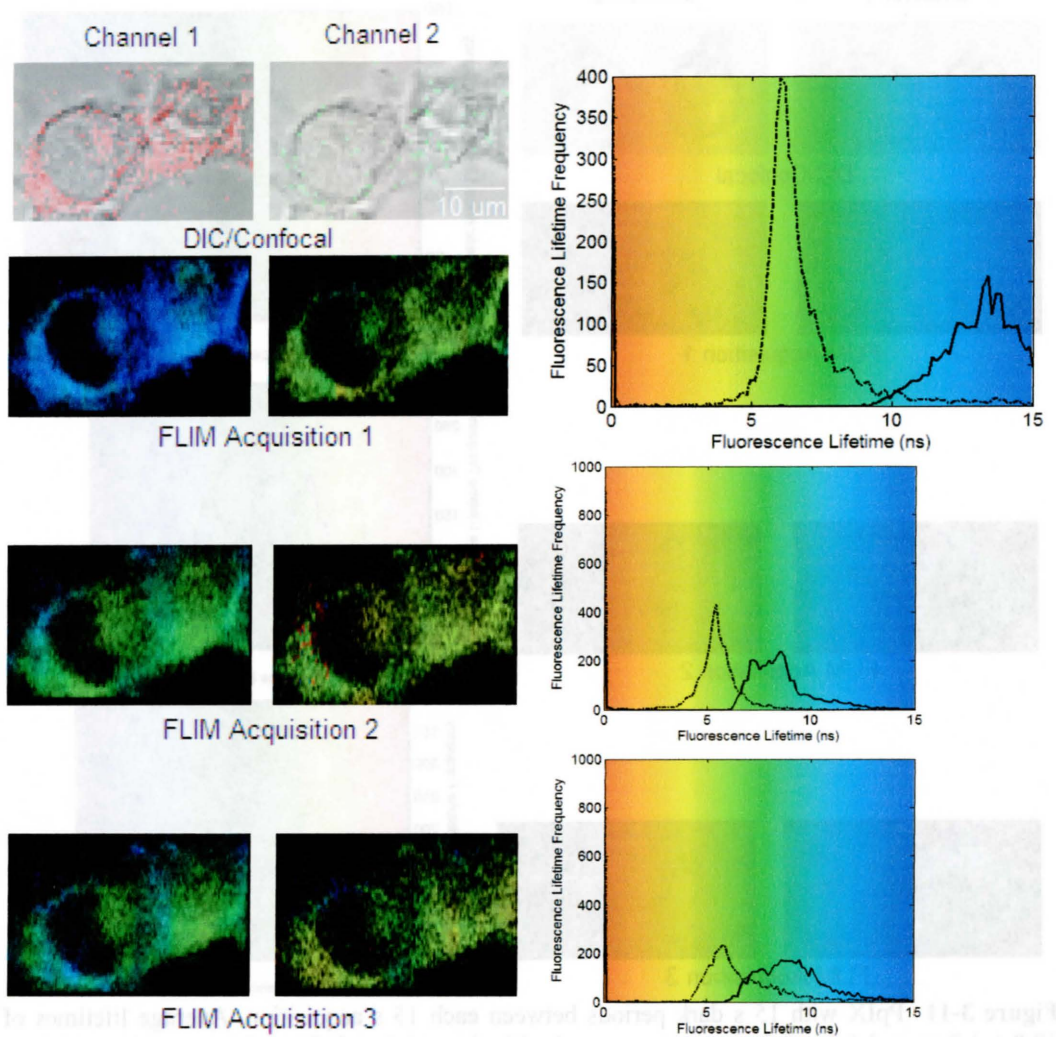 Channel 1
Channel 2
10 um
DIC/Confocal
FLIM Acquisition 1
FLIM Acquisition 2
FLIM Acquisition 3
Fluorescence Lifetime Frequency
400
350
300
250
200
150
100
50
0
0 5 10 15
Fluorescence Lifetime (ns)
Fluorescence Lifetime Frequency
1000
800
600
400
200
0
0 5 10 15
Fluorescence Lifetime (ns)
Fluorescence Lifetime Frequency
1000
800
600
400
200
0
0 5 10 15
Fluorescence Lifetime (ns)